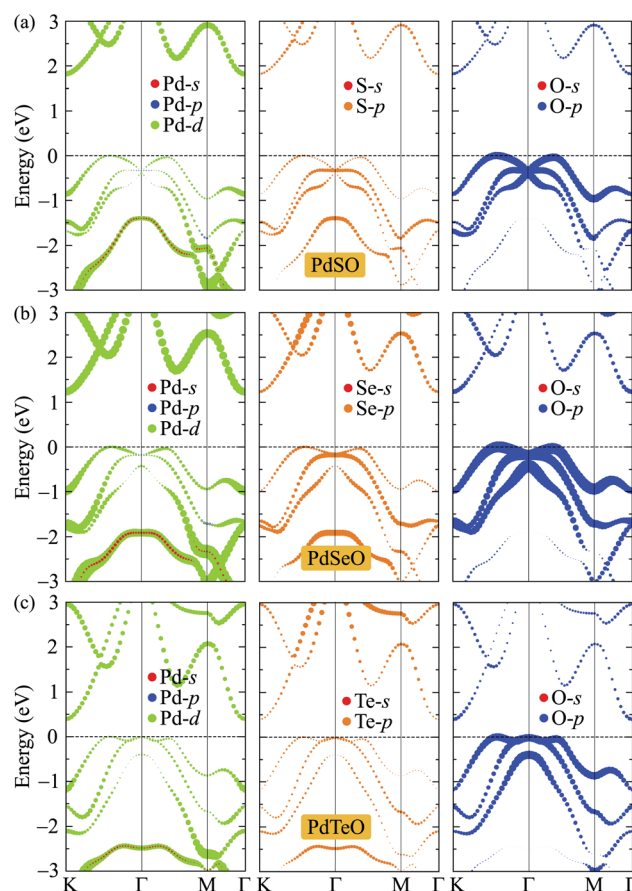 (a)
Energy (eV)
3
2
1
0
−1
−2
−3
Pd-s
Pd-p
Pd-d
S-s
S-p
PdSO
O-s
O-p
(b)
Energy (eV)
3
2
1
0
−1
−2
−3
Pd-s
Pd-p
Pd-d
Se-s
Se-p
PdSeO
O-s
O-p
(c)
Energy (eV)
3
2
1
0
−1
−2
−3
Pd-s
Pd-p
Pd-d
Te-s
Te-p
PdTeO
O-s
O-p
K Γ M Γ K Γ M Γ K Γ M Γ